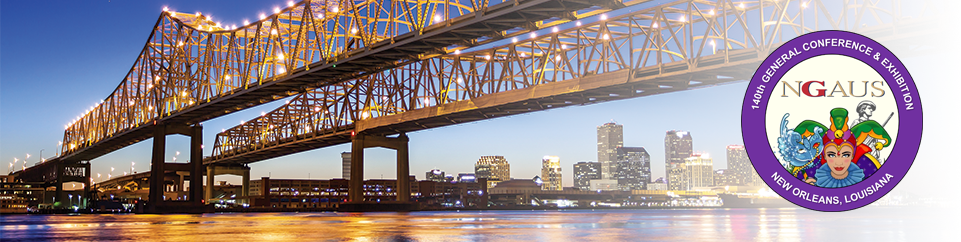 140th GENERAL CONFERENCE & EXHIBITION
NGAUS
NEW ORLEANS, LOUISIANA